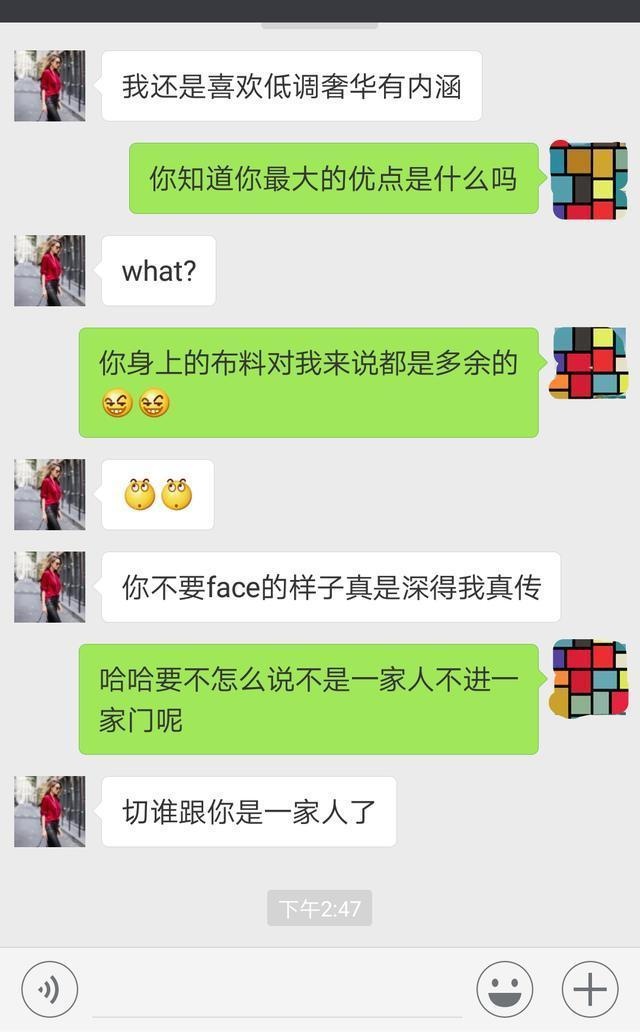 我还是喜欢低调奢华有内涵
你知道你最大的优点是什么吗
what?
你身上的布料对我来说都是多余的
你不要face的样子真是深得我真传
哈哈要不怎么说不是一家人不进一
家门呢
切谁跟你是一家人了
下午2:47